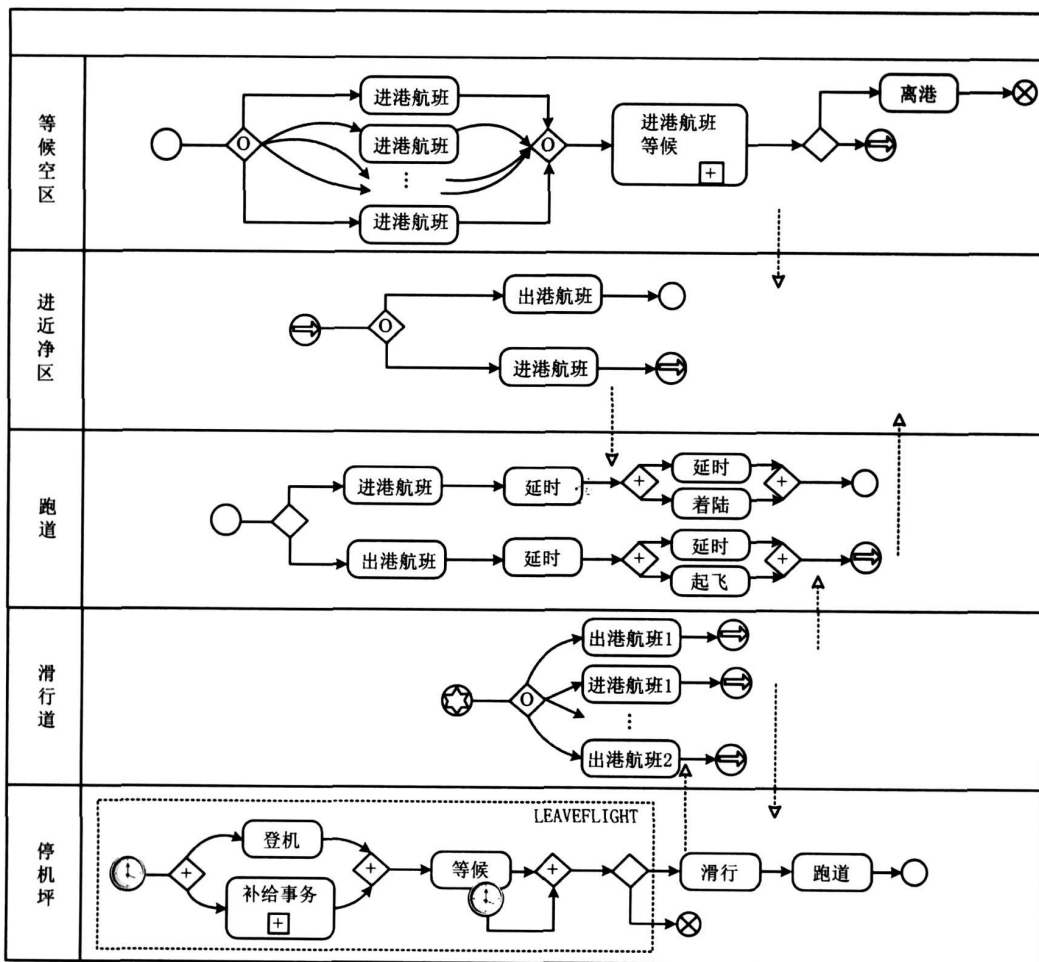 等候空区
进港航班
进港航班
⋮
进港航班
O
O
进港航班
等候
+
离港
进近净区
O
出港航班
进港航班
跑道
进港航班
延时
+
延时
着陆
+
出港航班
延时
+
延时
起飞
+
滑行道
O
出港航班1
进港航班1
⋮
出港航班2
停机坪
LEAVEFLIGHT
+
登机
补给事务
+
+
等候
+
滑行
跑道